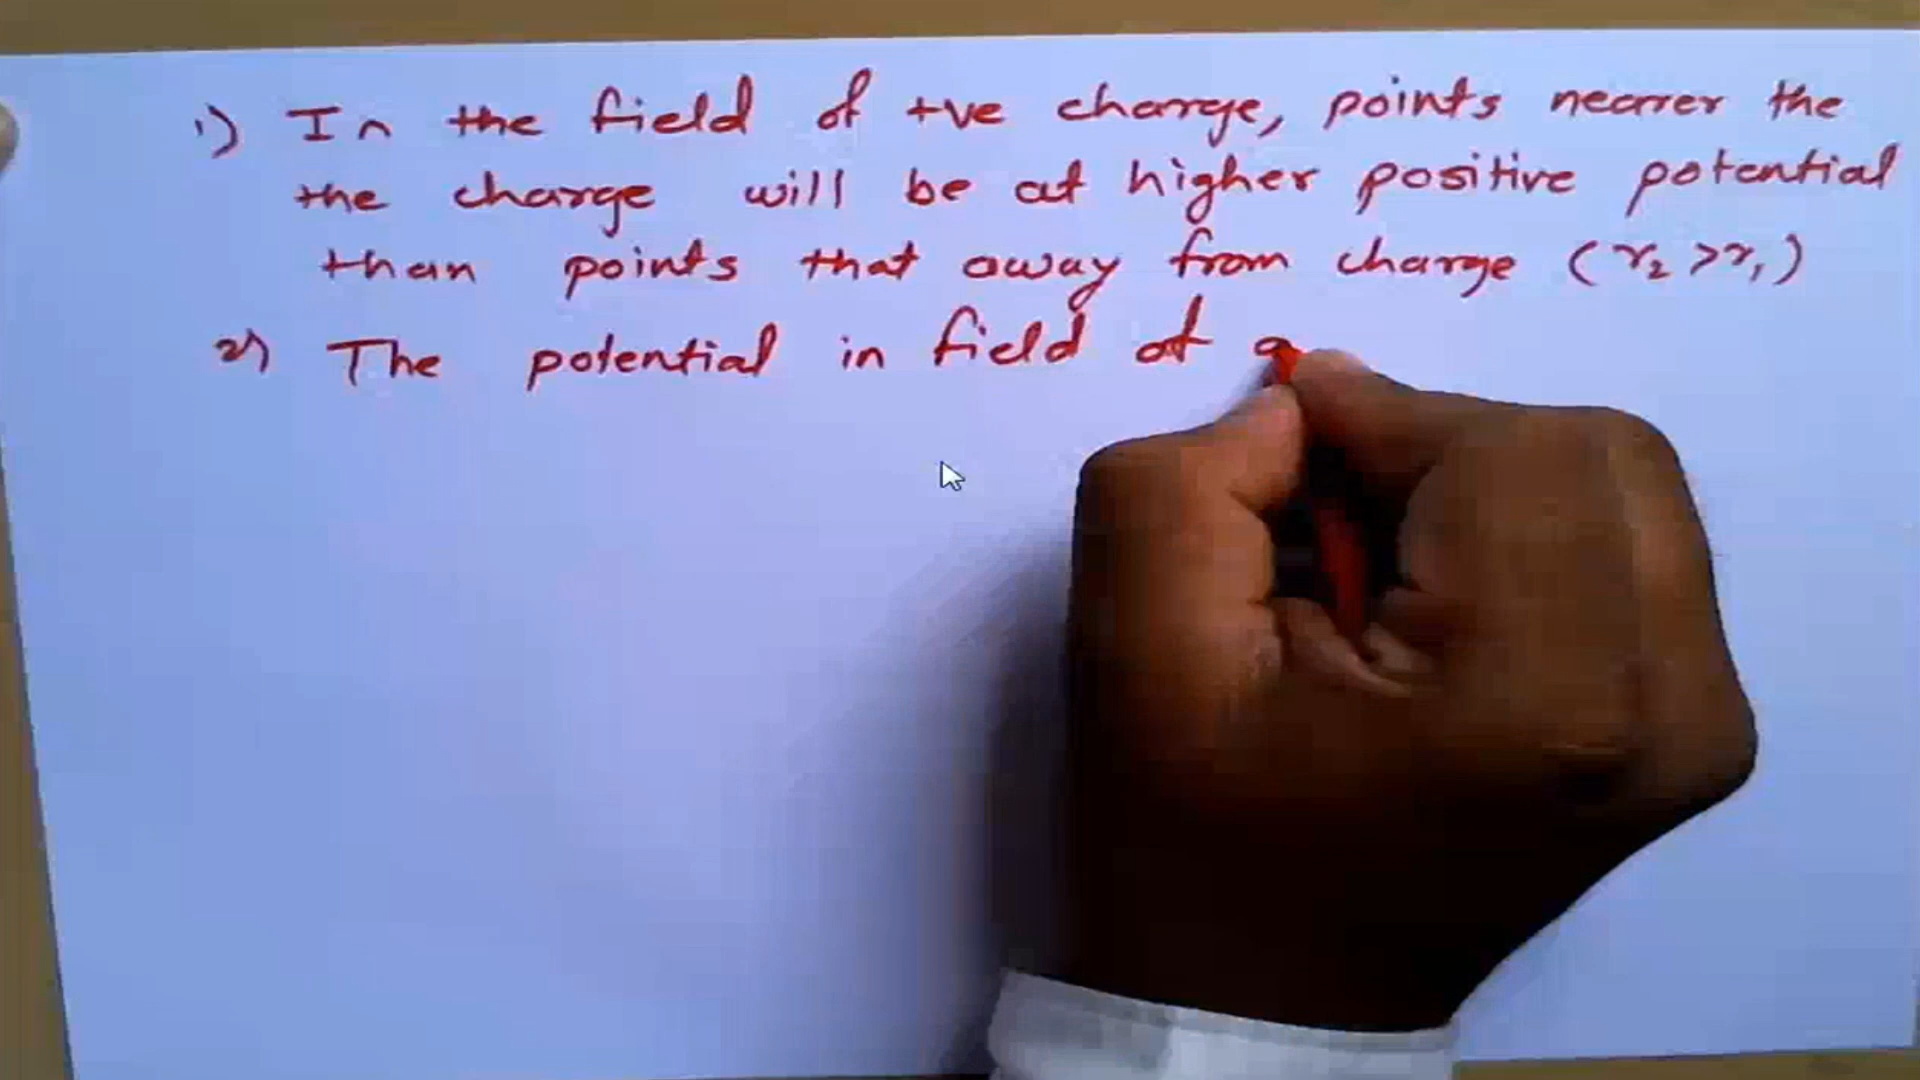 1) In the field of +ve charge, points nearer the
the charge will be at higher positive potential
than points that away from charge (r₂ > r₁)
2) The potential in field of a